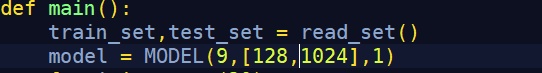 def main():
    train_set,test_set = read_set()
    model = MODEL(9,[128,1024],1)